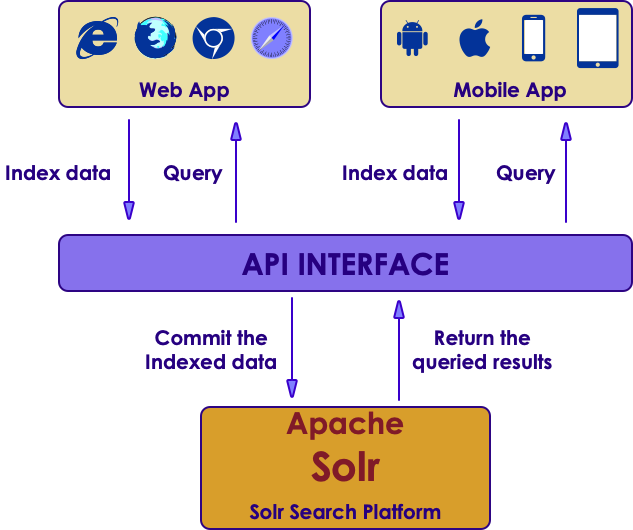 Web App
Mobile App
Index data
Query
Index data
Query
API INTERFACE
Commit the
Indexed data
Return the
queried results
Apache
Solr
Solr Search Platform